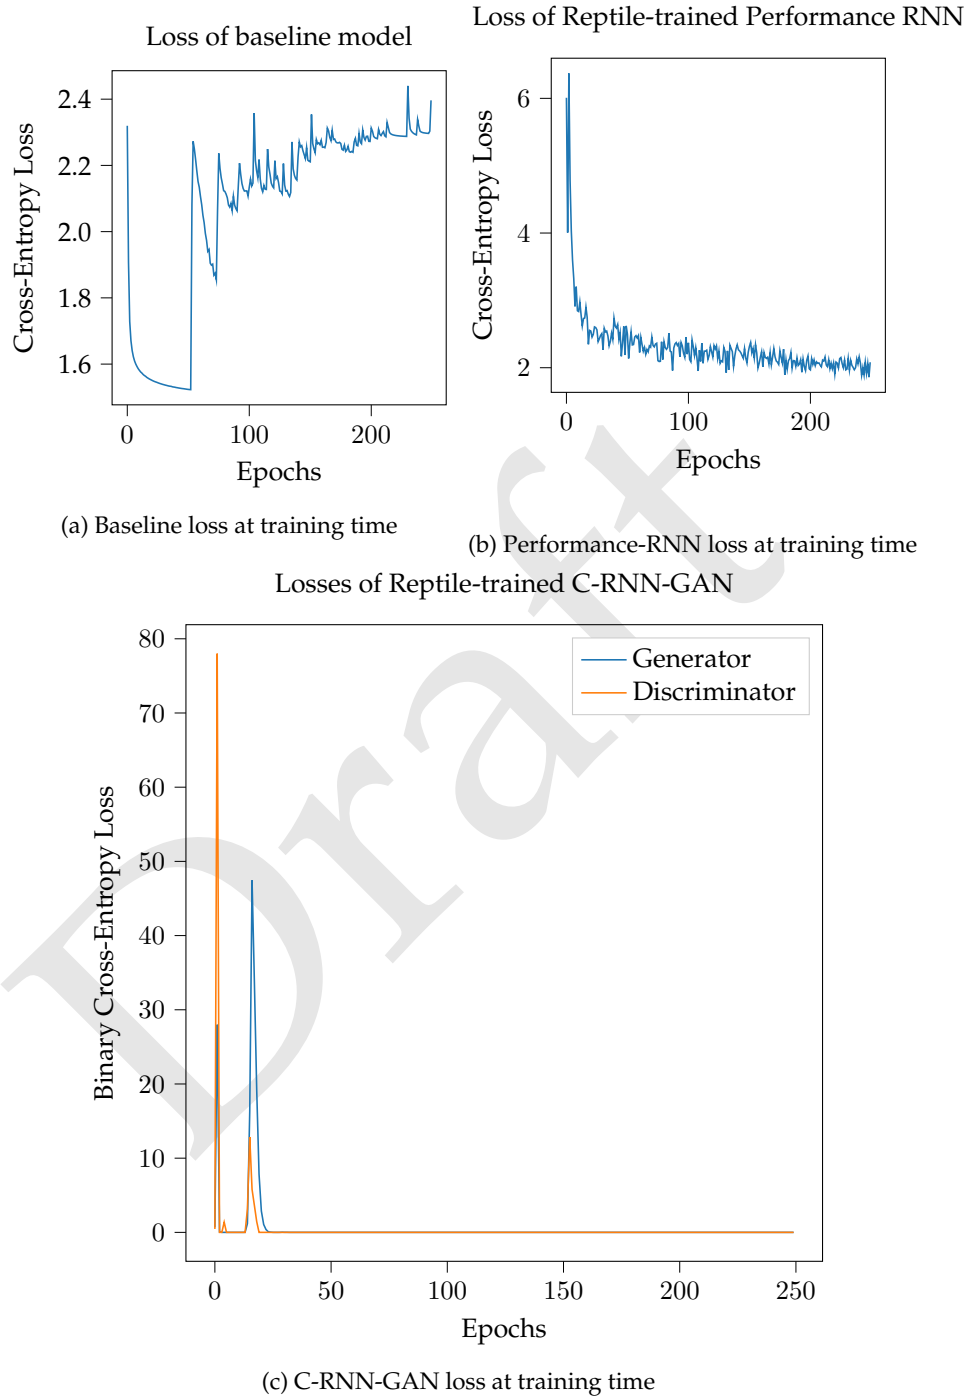 Loss of baseline model
Cross-Entropy Loss
2.4
2.2
2.0
1.8
1.6
0 100 200
Epochs
(a) Baseline loss at training time
Loss of Reptile-trained Performance RNN
Cross-Entropy Loss
6
4
2
0 100 200
Epochs
(b) Performance-RNN loss at training time
Losses of Reptile-trained C-RNN-GAN
Binary Cross-Entropy Loss
80
70
60
50
40
30
20
10
0
Generator
Discriminator
0 50 100 150 200 250
Epochs
(c) C-RNN-GAN loss at training time
Draft